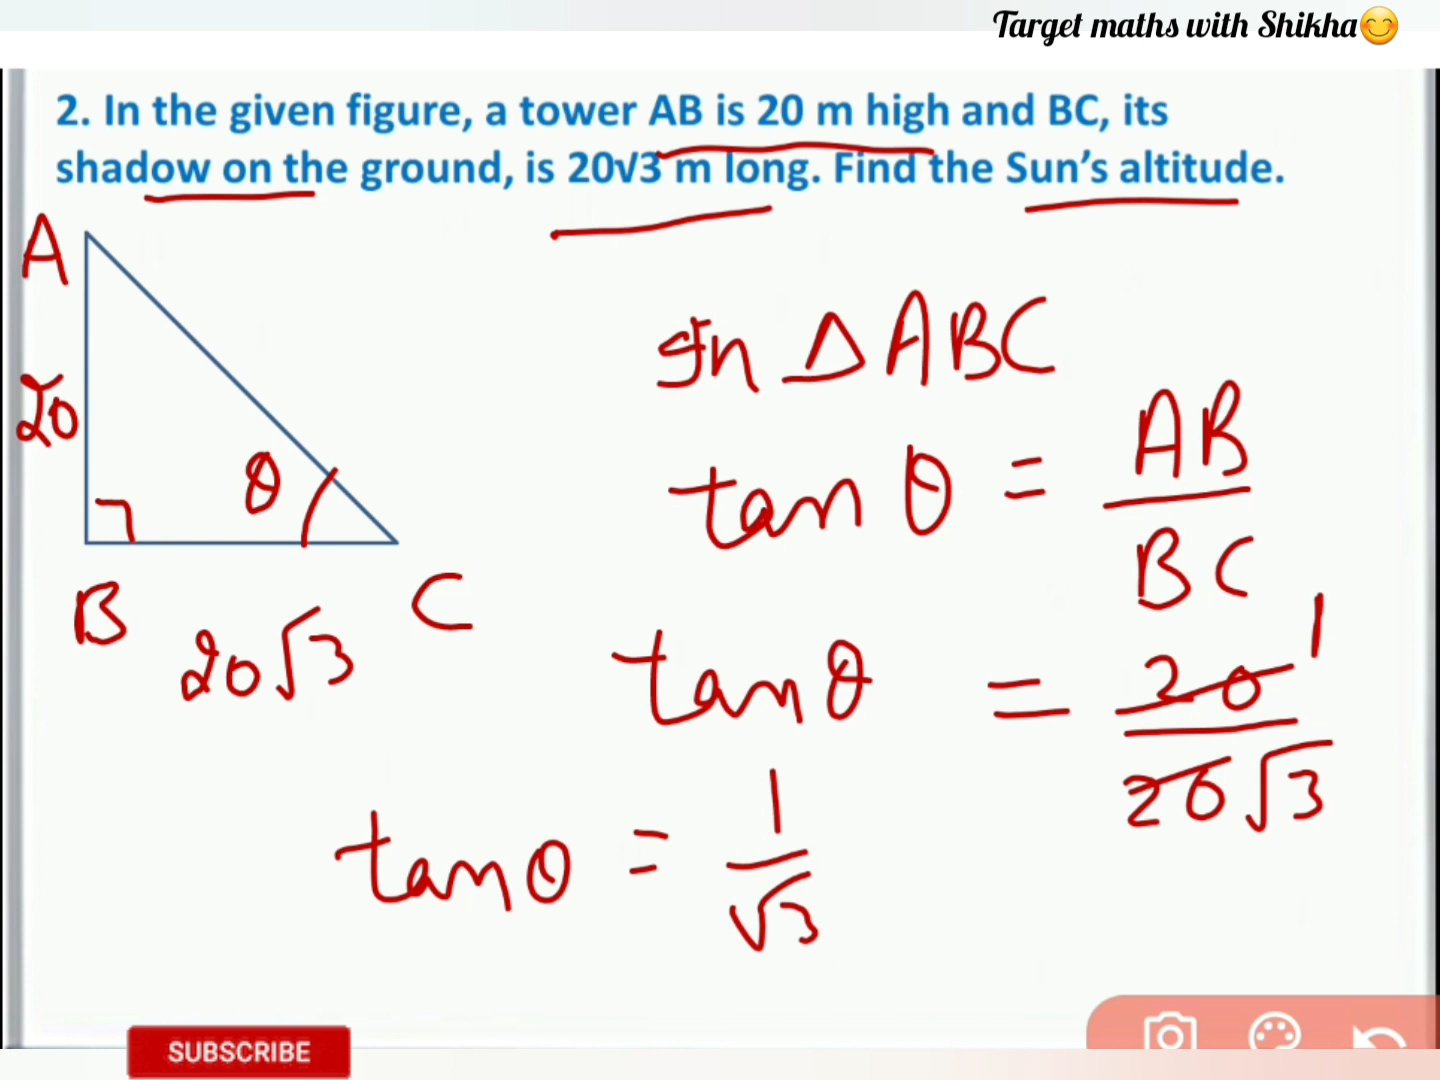 Target maths with Shikha😊
2. In the given figure, a tower AB is 20 m high and BC, its
shadow on the ground, is 20√3 m long. Find the Sun's altitude.
A
20
θ
B
C
20√3
In △ABC
tan θ = AB/BC
tan θ = 20/20√3 1
tan θ = 1/√3
SUBSCRIBE